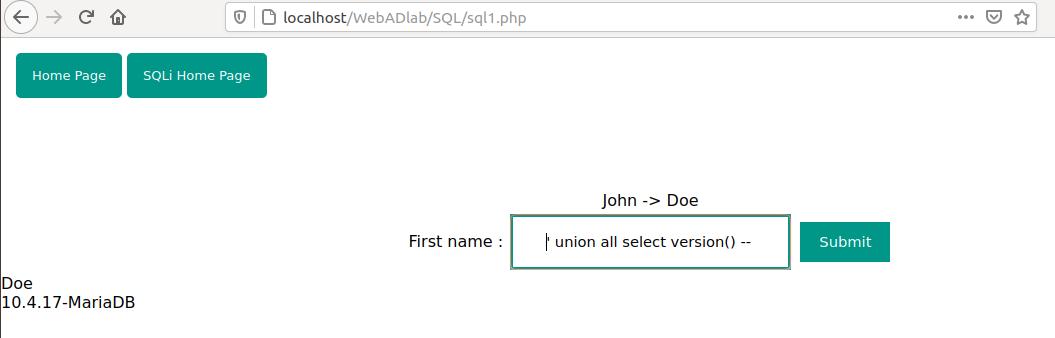 localhost/WebADlab/SQL/sql1.php
Home Page SQLi Home Page
John -> Doe
First name : ' union all select version() -- Submit
Doe
10.4.17-MariaDB